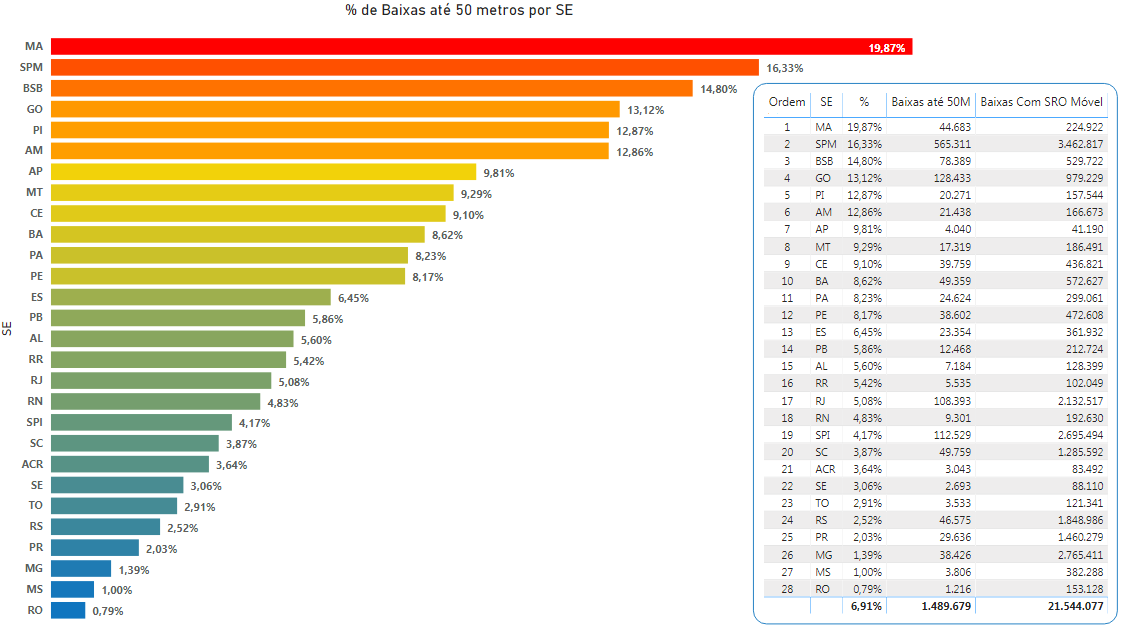 % de Baixas até 50 metros por SE
SE
MA 19,87%
SPM 16,33%
BSB 14,80%
GO 13,12%
PI 12,87%
AM 12,86%
AP 9,81%
MT 9,29%
CE 9,10%
BA 8,62%
PA 8,23%
PE 8,17%
ES 6,45%
PB 5,86%
AL 5,60%
RR 5,42%
RJ 5,08%
RN 4,83%
SPI 4,17%
SC 3,87%
ACR 3,64%
SE 3,06%
TO 2,91%
RS 2,52%
PR 2,03%
MG 1,39%
MS 1,00%
RO 0,79%
Ordem SE % Baixas até 50M Baixas Com SRO Móvel
1 MA 19,87% 44.683 224.922
2 SPM 16,33% 565.311 3.462.817
3 BSB 14,80% 78.389 529.722
4 GO 13,12% 128.433 979.229
5 PI 12,87% 20.271 157.544
6 AM 12,86% 21.438 166.673
7 AP 9,81% 4.040 41.190
8 MT 9,29% 17.319 186.491
9 CE 9,10% 39.759 436.821
10 BA 8,62% 49.359 572.627
11 PA 8,23% 24.624 299.061
12 PE 8,17% 38.602 472.608
13 ES 6,45% 23.354 361.932
14 PB 5,86% 12.468 212.724
15 AL 5,60% 7.184 128.399
16 RR 5,42% 5.535 102.049
17 RJ 5,08% 108.393 2.132.517
18 RN 4,83% 9.301 192.630
19 SPI 4,17% 112.529 2.695.494
20 SC 3,87% 49.759 1.285.592
21 ACR 3,64% 3.043 83.492
22 SE 3,06% 2.693 88.110
23 TO 2,91% 3.533 121.341
24 RS 2,52% 46.575 1.848.986
25 PR 2,03% 29.636 1.460.279
26 MG 1,39% 38.426 2.765.411
27 MS 1,00% 3.806 382.288
28 RO 0,79% 1.216 153.128
6,91% 1.489.679 21.544.077